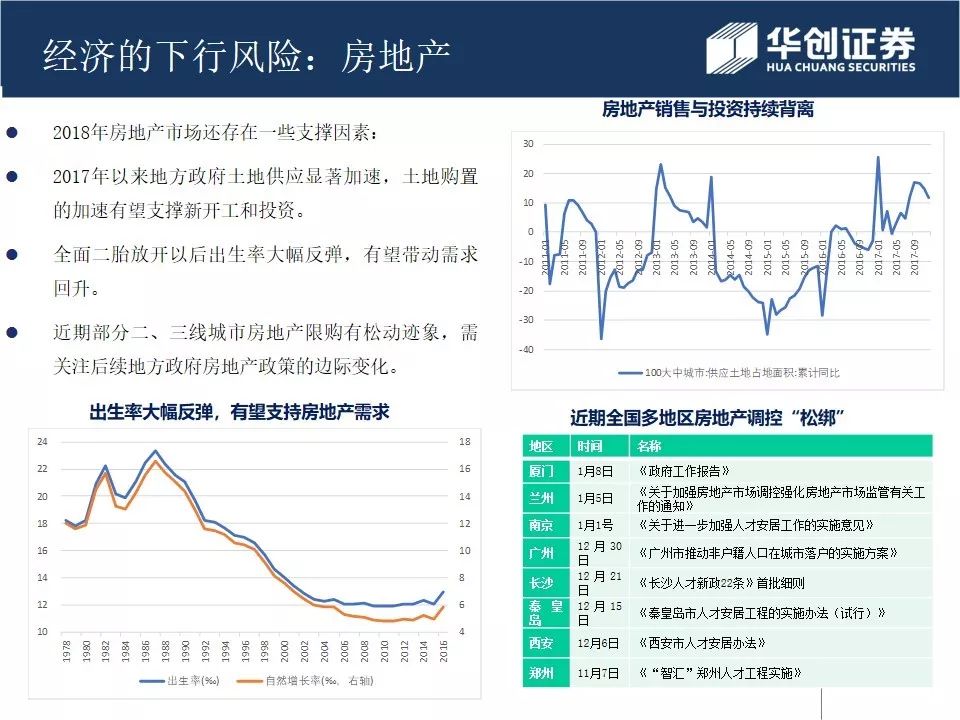 经济的下行风险：房地产
华创证券
HUA CHUANG SECURITIES
2018年房地产市场还存在一些支撑因素：
2017年以来地方政府土地供应显著加速，土地购置
的加速有望支撑新开工和投资。
全面二胎放开以后出生率大幅反弹，有望带动需求
回升。
近期部分二、三线城市房地产限购有松动迹象，需
关注后续地方政府房地产政策的边际变化。
房地产销售与投资持续背离
30
20
10
0
-10
-20
-30
-40
2011-01
2011-05
2011-09
2012-01
2012-05
2012-09
2013-01
2013-05
2013-09
2014-01
2014-05
2014-09
2015-01
2015-05
2015-09
2016-01
2016-05
2016-09
2017-01
2017-05
2017-09
100大中城市:供应土地占地面积:累计同比
出生率大幅反弹，有望支持房地产需求
24
22
20
18
16
14
12
10
18
16
14
12
10
8
6
4
1978
1980
1982
1984
1986
1988
1990
1992
1994
1996
1998
2000
2002
2004
2006
2008
2010
2012
2014
2016
出生率(‰)
自然增长率(‰，右轴)
近期全国多地区房地产调控“松绑”
地区 时间 名称
厦门 1月8日 《政府工作报告》
兰州 1月5日 《关于加强房地产市场调控强化房地产市场监管有关工
作的通知》
南京 1月1号 《关于进一步加强人才安居工作的实施意见》
广州 12 月 30
日 《广州市推动非户籍人口在城市落户的实施方案》
长沙 12 月 21
日 《长沙人才新政22条》首批细则
秦 皇
岛 12 月 15
日 《秦皇岛市人才安居工程的实施办法（试行）》
西安 12月6日 《西安市人才安居办法》
郑州 11月7日 《“智汇”郑州人才工程实施》